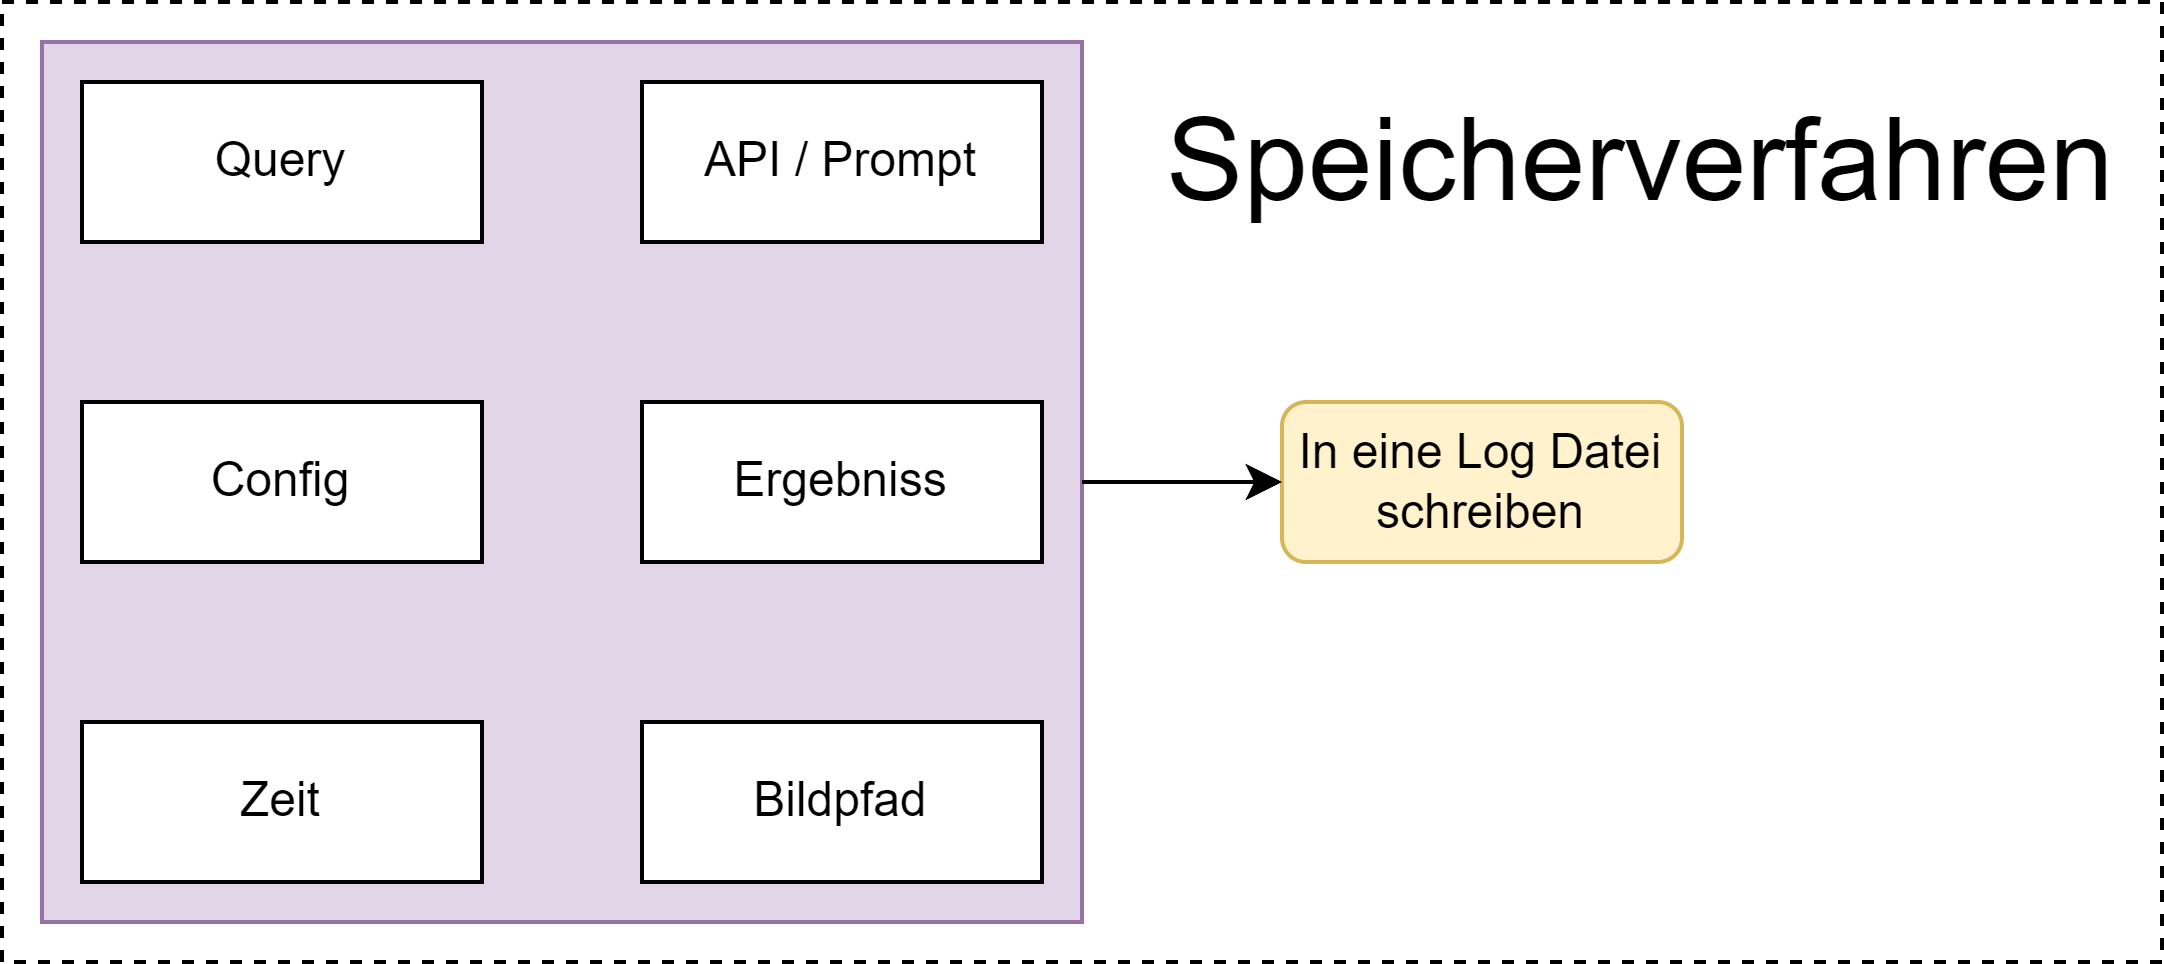 Speicherverfahren
Query
API / Prompt
Config
Ergebniss
In eine Log Datei
schreiben
Zeit
Bildpfad